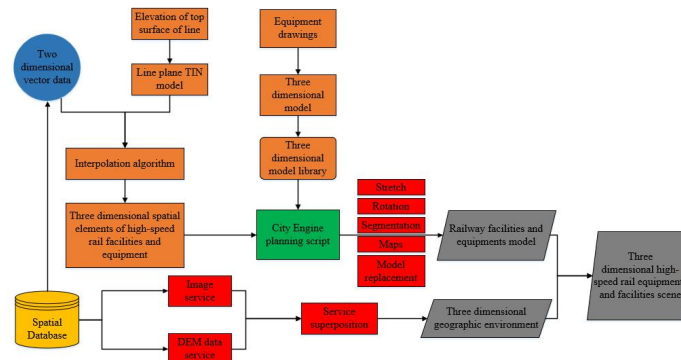 Elevation of top
surface of line
Equipment
drawings
Two
dimensional
vector data
Line plane TIN
model
Three
dimensional
model
Interpolation algorithm
Three
dimensional
model library
Three dimensional spatial
elements of high-speed
rail facilities and
equipment
City Engine
planning script
Stretch
Rotation
Segmentation
Maps
Model
replacement
Railway facilities and
equipments model
Three
dimensional high-
speed rail equipment
and facilities scene
Spatial
Database
Image
service
DEM data
service
Service
superposition
Three dimensional
geographic environment